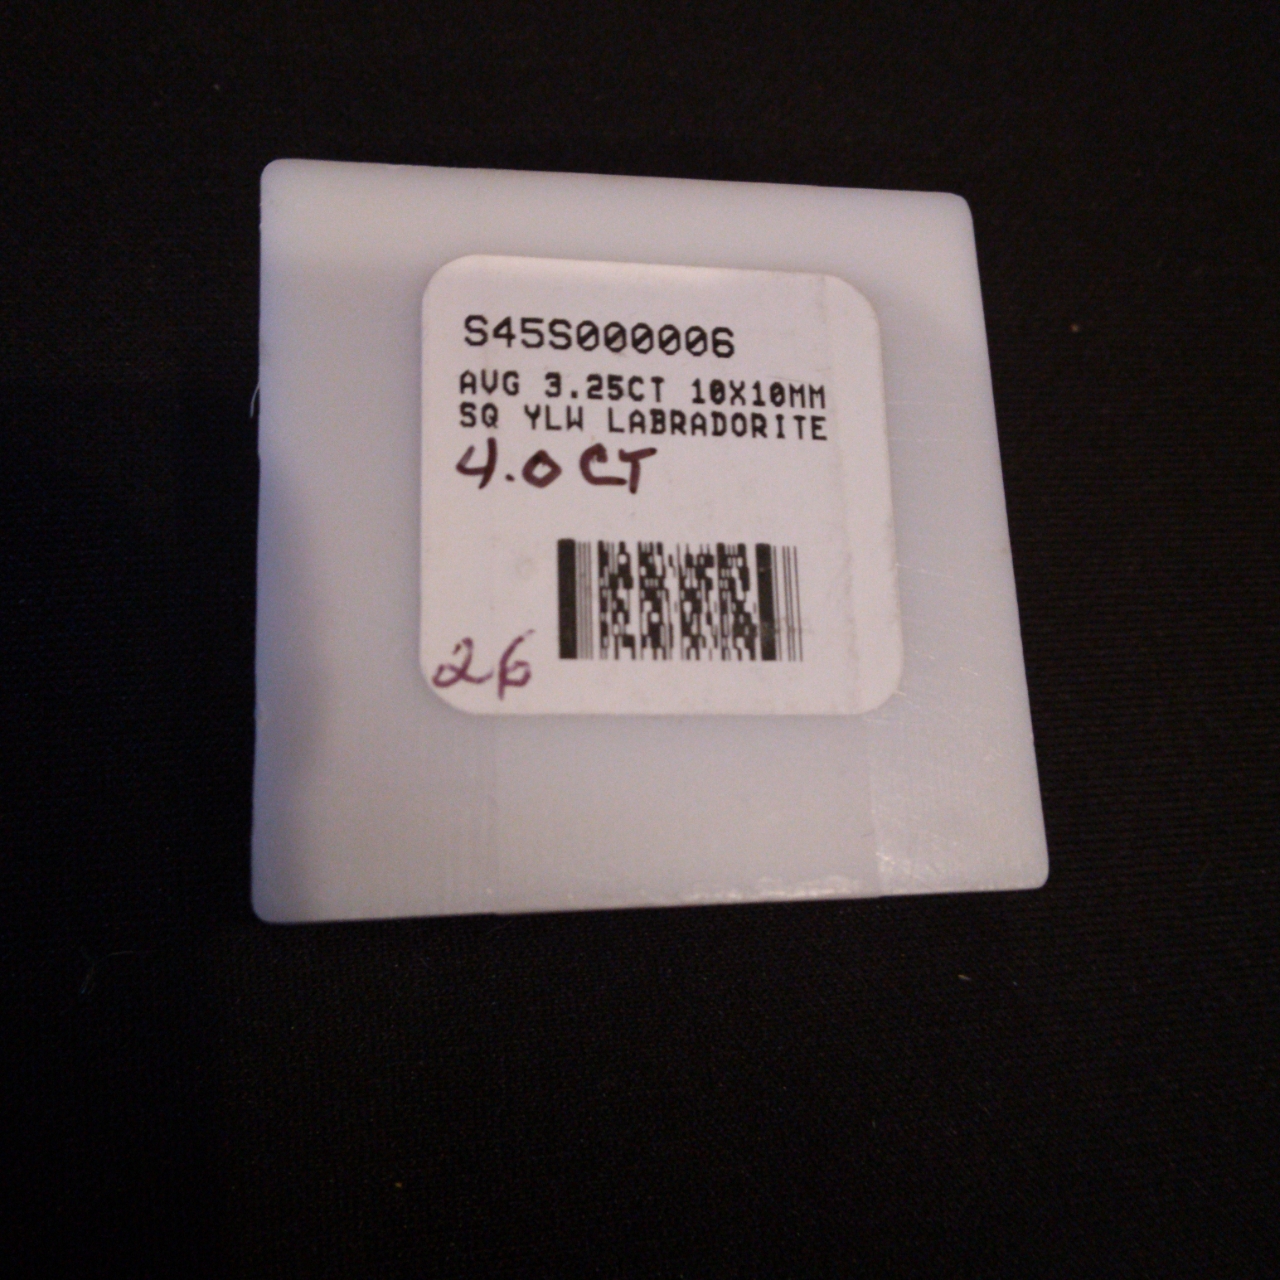 S45S000006
AVG 3.25CT 10X10MM
SQ YLW LABRADORITE
4.0 CT
26